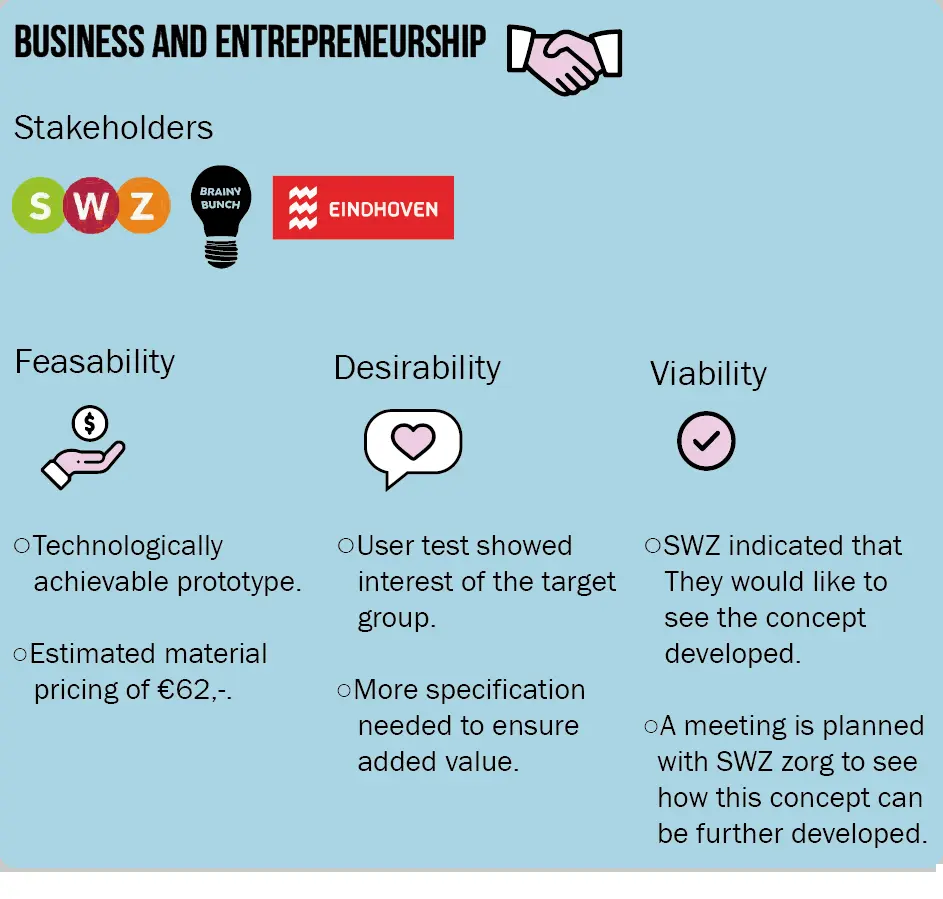 BUSINESS AND ENTREPRENEURSHIP
Stakeholders
S W Z
BRAINY
BUNCH
EINDHOVEN
Feasability
$
○Technologically
achievable prototype.
○Estimated material
pricing of €62,-.
Desirability
○User test showed
interest of the target
group.
○More specification
needed to ensure
added value.
Viability
○SWZ indicated that
They would like to
see the concept
developed.
○A meeting is planned
with SWZ zorg to see
how this concept can
be further developed.